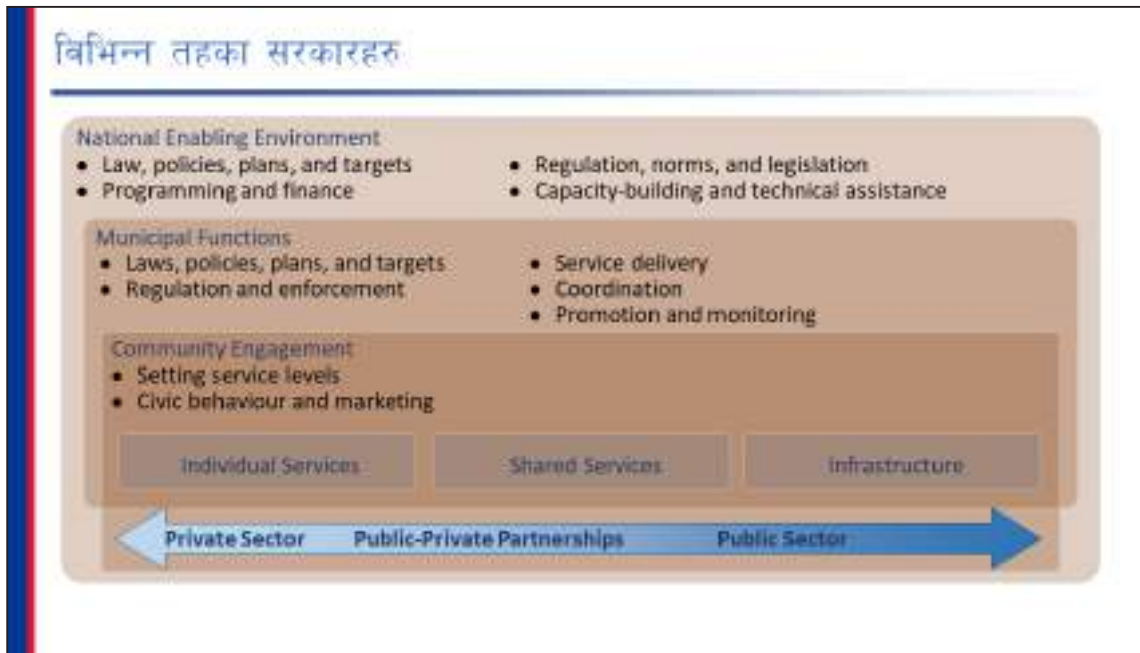 विभिन्न तहका सरकारहरु
National Enabling Environment
• Law, policies, plans, and targets
• Programming and finance
• Regulation, norms, and legislation
• Capacity-building and technical assistance
Municipal Functions
• Laws, policies, plans, and targets
• Regulation and enforcement
• Service delivery
• Coordination
• Promotion and monitoring
Community Engagement
• Setting service levels
• Civic behaviour and marketing
Individual Services
Shared Services
Infrastructure
Private Sector
Public-Private Partnerships
Public Sector